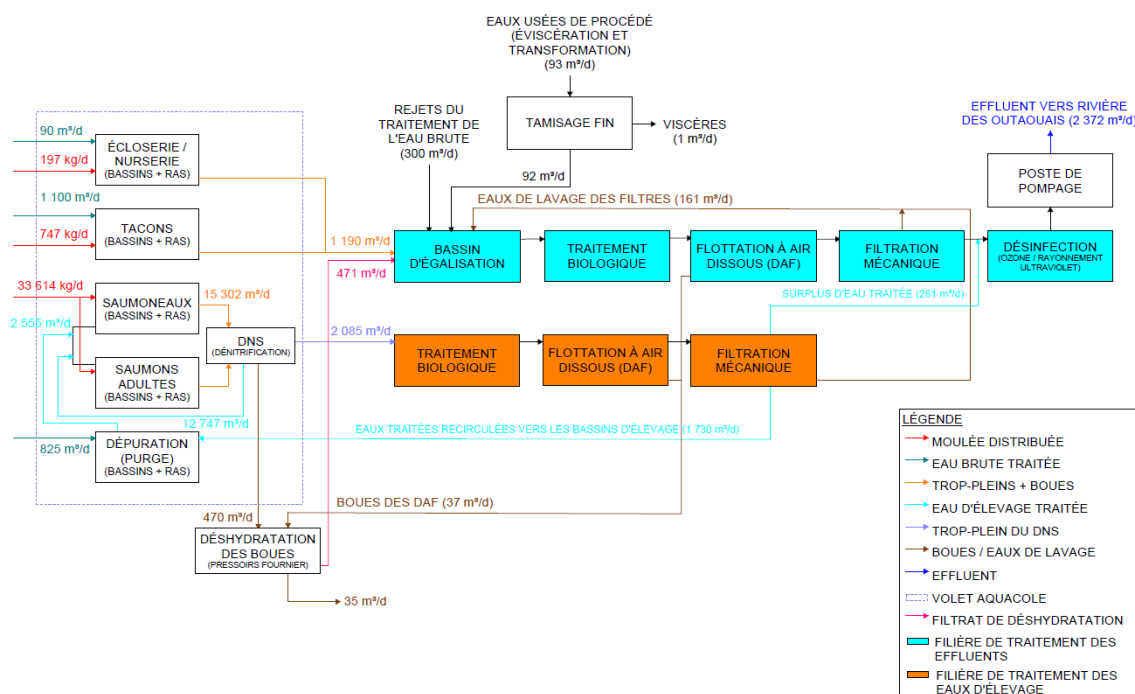 EAUX USÉES DE PROCÉDÉ
(ÉVISCÉRATION ET
TRANSFORMATION)
(93 m³/d)
REJETS DU
TRAITEMENT DE
L'EAU BRUTE
(300 m³/d)
TAMISAGE FIN
VISCÈRES
(1 m³/d)
92 m³/d
EFFLUENT VERS RIVIÈRE
DES OUTAOUAIS (2 372 m³/d)
POSTE DE
POMPAGE
90 m³/d
197 kg/d
ÉCLOSERIE /
NURSERIE
(BASSINS + RAS)
1 100 m³/d
747 kg/d
TACONS
(BASSINS + RAS)
EAUX DE LAVAGE DES FILTRES (161 m³/d)
1 190 m³/d
471 m³/d
BASSIN
D'ÉGALISATION
TRAITEMENT
BIOLOGIQUE
FLOTTATION À AIR
DISSOUS (DAF)
FILTRATION
MÉCANIQUE
DÉSINFECTION
(OZONE / RAYONNEMENT
ULTRAVIOLET)
SURPLUS D'EAU TRAITÉE (281 m³/d)
33 614 kg/d
2 555 m³/d
SAUMONEAUX
(BASSINS + RAS)
15 302 m³/d
DNS
(DÉNITRIFICATION)
2 085 m³/d
SAUMONS
ADULTES
(BASSINS + RAS)
TRAITEMENT
BIOLOGIQUE
FLOTTATION À AIR
DISSOUS (DAF)
FILTRATION
MÉCANIQUE
12 747 m³/d
825 m³/d
DÉPURATION
(PURGE)
(BASSINS + RAS)
EAUX TRAITÉES RECIRCULÉES VERS LES BASSINS D'ÉLEVAGE (1 730 m³/d)
BOUES DES DAF (37 m³/d)
470 m³/d
DÉSHYDRATATION
DES BOUES
(PRESSOIRS FOURNIER)
35 m³/d
LÉGENDE
MOULÉE DISTRIBUÉE
EAU BRUTE TRAITÉE
TROP-PLEINS + BOUES
EAU D'ÉLEVAGE TRAITÉE
TROP-PLEIN DU DNS
BOUES / EAUX DE LAVAGE
EFFLUENT
VOLET AQUACOLE
FILTRAT DE DÉSHYDRATATION
FILIÈRE DE TRAITEMENT DES
EFFLUENTS
FILIÈRE DE TRAITEMENT DES
EAUX D'ÉLEVAGE